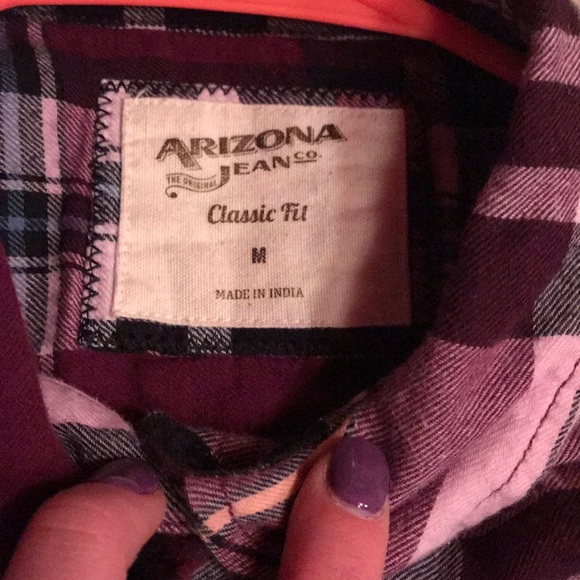 ARIZONA
THE ORIGINAL JEAN CO.
Classic Fit
M
MADE IN INDIA